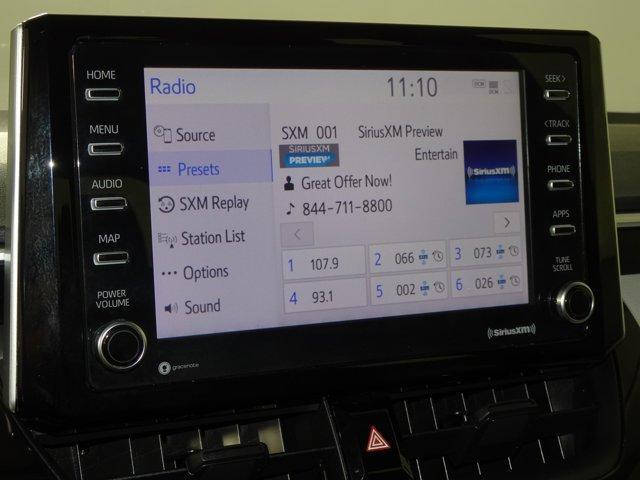 HOME
MENU
AUDIO
MAP
POWER
VOLUME
Radio
11:10
Source
Presets
SXM Replay
Station List
Options
Sound
SXM 001 SiriusXM Preview
SIRIUSXM
PREVIEW
Entertain
Great Offer Now!
844-711-8800
SiriusXM
1 107.9
2 066
3 073
4 93.1
5 002
6 026
SEEK>
<TRACK
PHONE
APPS
TUNE
SCROLL
gracenote
SiriusXM